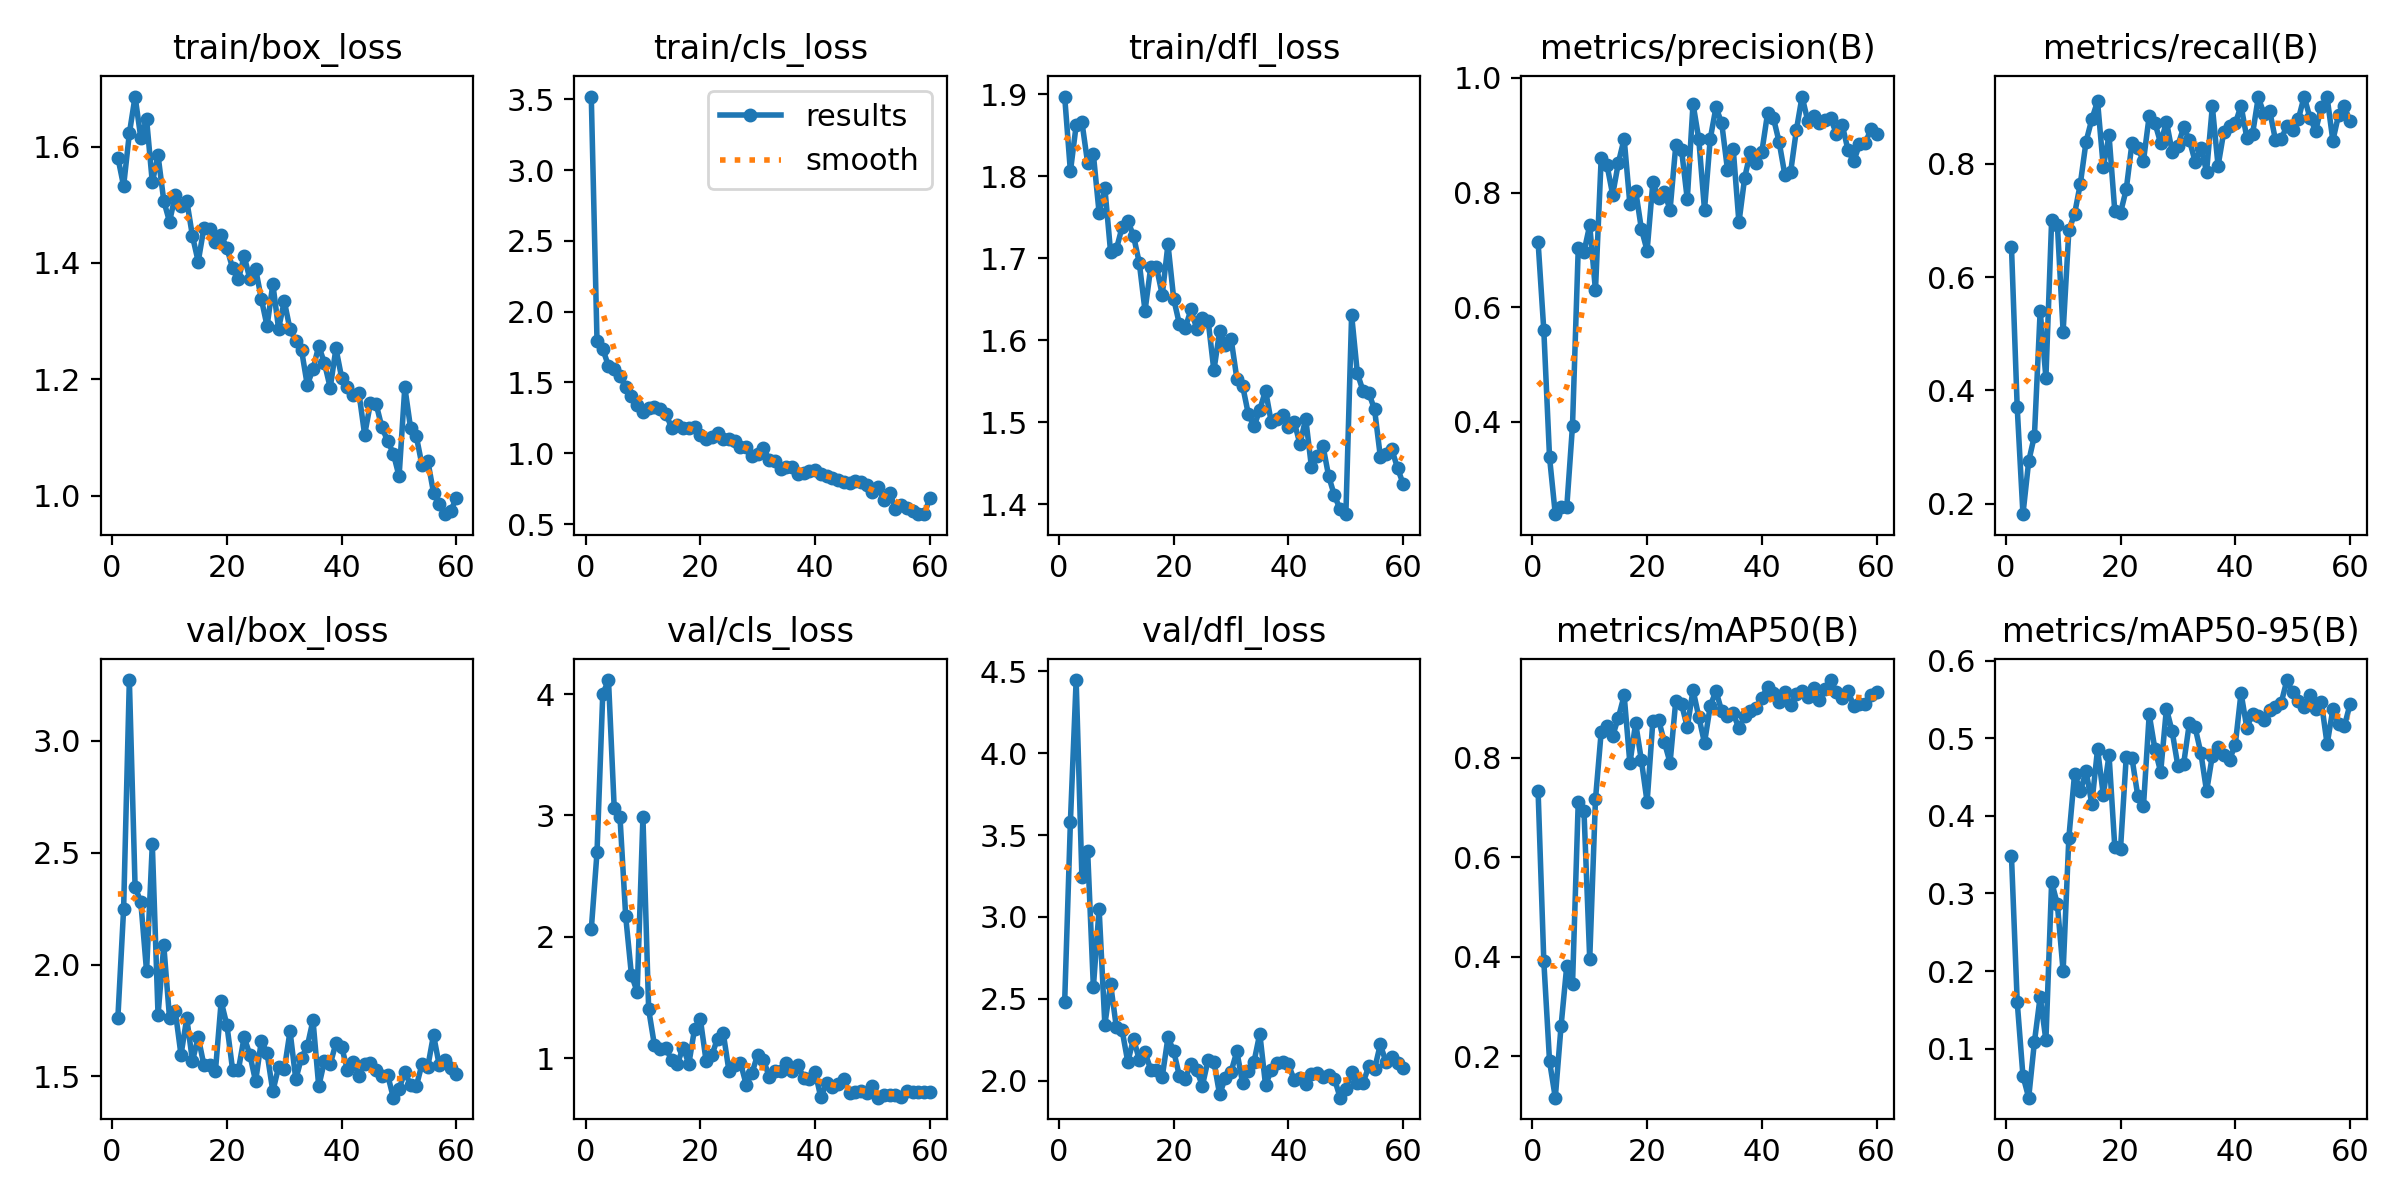 train/box_loss
train/cls_loss
train/dfl_loss
metrics/precision(B)
metrics/recall(B)
1.6
1.4
1.2
1.0
0 20 40 60
3.5
3.0
2.5
2.0
1.5
1.0
0.5
results
smooth
0 20 40 60
1.9
1.8
1.7
1.6
1.5
1.4
0 20 40 60
1.0
0.8
0.6
0.4
0 20 40 60
0.8
0.6
0.4
0.2
0 20 40 60
val/box_loss
val/cls_loss
val/dfl_loss
metrics/mAP50(B)
metrics/mAP50-95(B)
3.0
2.5
2.0
1.5
0 20 40 60
4
3
2
1
0 20 40 60
4.5
4.0
3.5
3.0
2.5
2.0
0 20 40 60
0.8
0.6
0.4
0.2
0 20 40 60
0.6
0.5
0.4
0.3
0.2
0.1
0 20 40 60